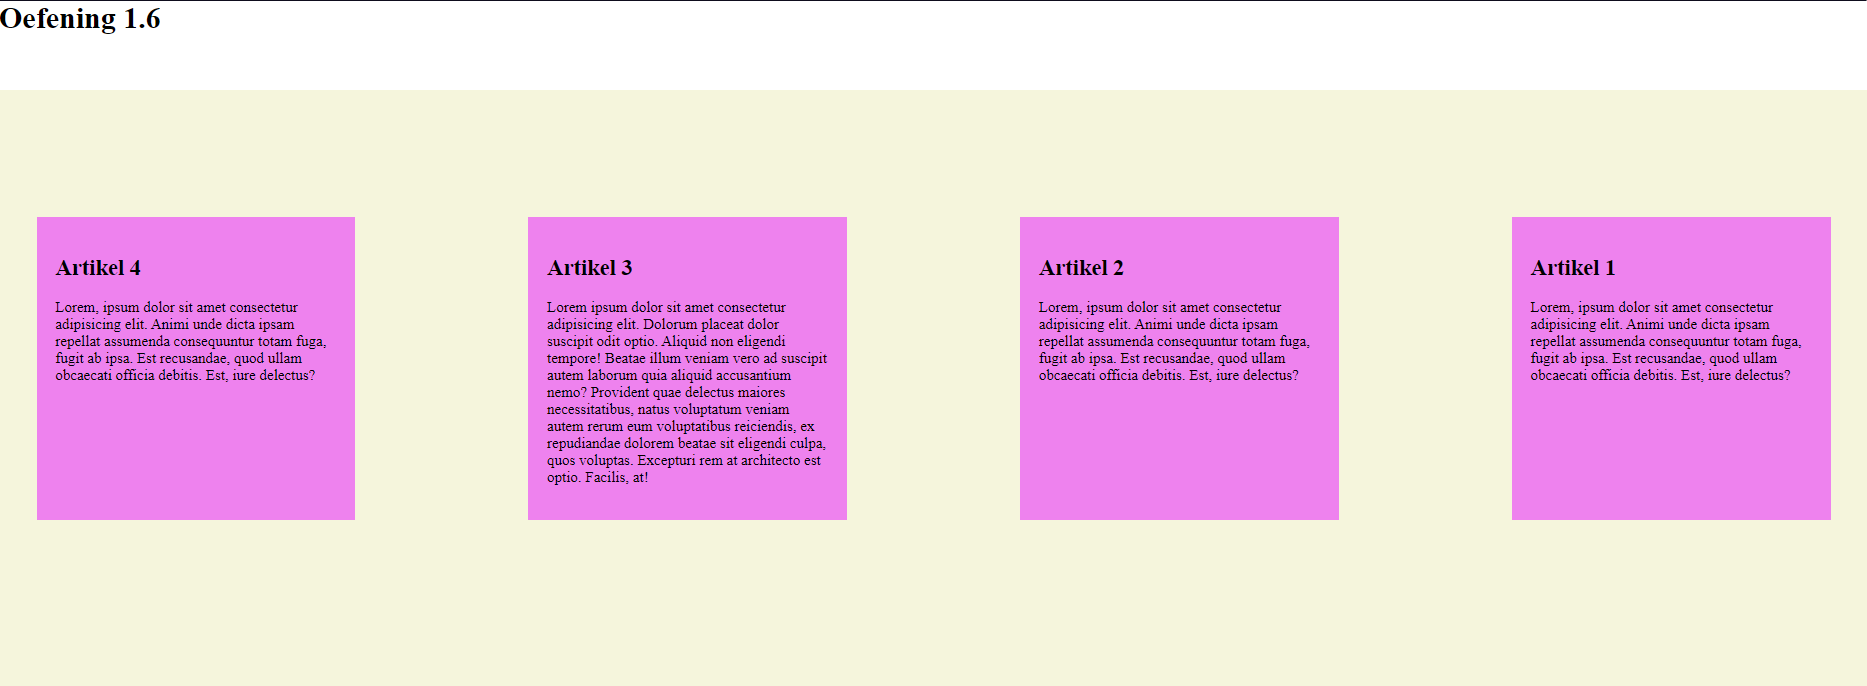 Oefening 1.6
Artikel 4
Lorem, ipsum dolor sit amet consectetur
adipisicing elit. Animi unde dicta ipsam
repellat assumenda consequuntur totam fuga,
fugit ab ipsa. Est recusandae, quod ullam
obcaecati officia debitis. Est, iure delectus?
Artikel 3
Lorem ipsum dolor sit amet consectetur
adipisicing elit. Dolorum placeat dolor
suscipit odit optio. Aliquid non eligendi
tempore! Beatae illum veniam vero ad suscipit
autem laborum quia aliquid accusantium
nemo? Provident quae delectus maiores
necessitatibus, natus voluptatum veniam
autem rerum eum voluptatibus reiciendis, ex
repudiandae dolorem beatae sit eligendi culpa,
quos voluptas. Excepturi rem at architecto est
optio. Facilis, at!
Artikel 2
Lorem, ipsum dolor sit amet consectetur
adipisicing elit. Animi unde dicta ipsam
repellat assumenda consequuntur totam fuga,
fugit ab ipsa. Est recusandae, quod ullam
obcaecati officia debitis. Est, iure delectus?
Artikel 1
Lorem, ipsum dolor sit amet consectetur
adipisicing elit. Animi unde dicta ipsam
repellat assumenda consequuntur totam fuga,
fugit ab ipsa. Est recusandae, quod ullam
obcaecati officia debitis. Est, iure delectus?